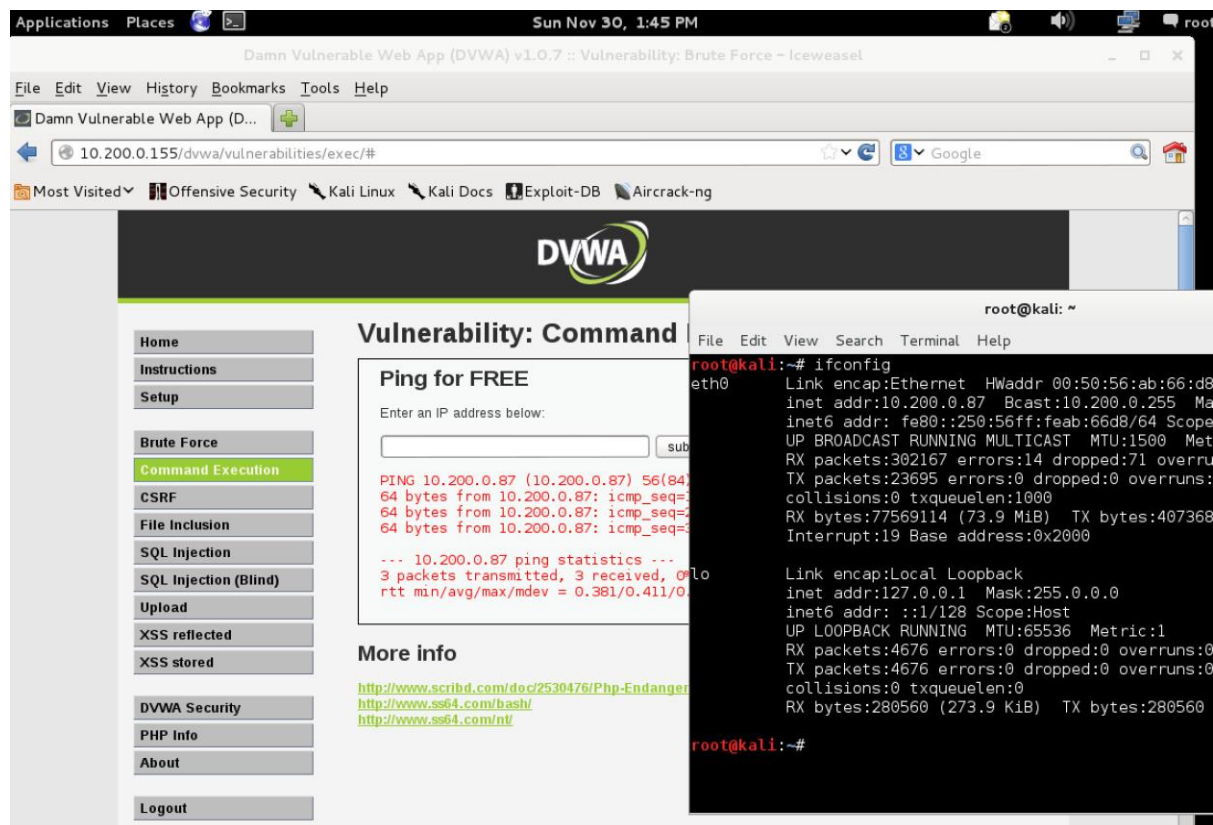 Applications Places Sun Nov 30, 1:45 PM root
Damn Vulnerable Web App (DVWA) v1.0.7 :: Vulnerability: Brute Force - Iceweasel
File Edit View History Bookmarks Tools Help
Damn Vulnerable Web App (D...
10.200.0.155/dvwa/vulnerabilities/exec/# Google
Most Visited Offensive Security Kali Linux Kali Docs Exploit-DB Aircrack-ng
DVWA
Home
Instructions
Setup
Brute Force
Command Execution
CSRF
File Inclusion
SQL Injection
SQL Injection (Blind)
Upload
XSS reflected
XSS stored
DVWA Security
PHP Info
About
Logout
Vulnerability: Command
Ping for FREE
Enter an IP address below:
sub
PING 10.200.0.87 (10.200.0.87) 56(84)
64 bytes from 10.200.0.87: icmp_seq=1
64 bytes from 10.200.0.87: icmp_seq=2
64 bytes from 10.200.0.87: icmp_seq=3
--- 10.200.0.87 ping statistics ---
3 packets transmitted, 3 received, 0%
rtt min/avg/max/mdev = 0.381/0.411/0.
More info
http://www.scribd.com/doc/2530476/Php-Endanger
http://www.ss64.com/bash/
http://www.ss64.com/nt/
root@kali: ~
File Edit View Search Terminal Help
root@kali:~# ifconfig
eth0 Link encap:Ethernet HWaddr 00:50:56:ab:66:d8
inet addr:10.200.0.87 Bcast:10.200.0.255 Ma
inet6 addr: fe80::250:56ff:feab:66d8/64 Scope
UP BROADCAST RUNNING MULTICAST MTU:1500 Met
RX packets:302167 errors:14 dropped:71 overru
TX packets:23695 errors:0 dropped:0 overruns:
collisions:0 txqueuelen:1000
RX bytes:77569114 (73.9 MiB) TX bytes:407368
Interrupt:19 Base address:0x2000
lo Link encap:Local Loopback
inet addr:127.0.0.1 Mask:255.0.0.0
inet6 addr: ::1/128 Scope:Host
UP LOOPBACK RUNNING MTU:65536 Metric:1
RX packets:4676 errors:0 dropped:0 overruns:0
TX packets:4676 errors:0 dropped:0 overruns:0
collisions:0 txqueuelen:0
RX bytes:280560 (273.9 KiB) TX bytes:280560
root@kali:~#